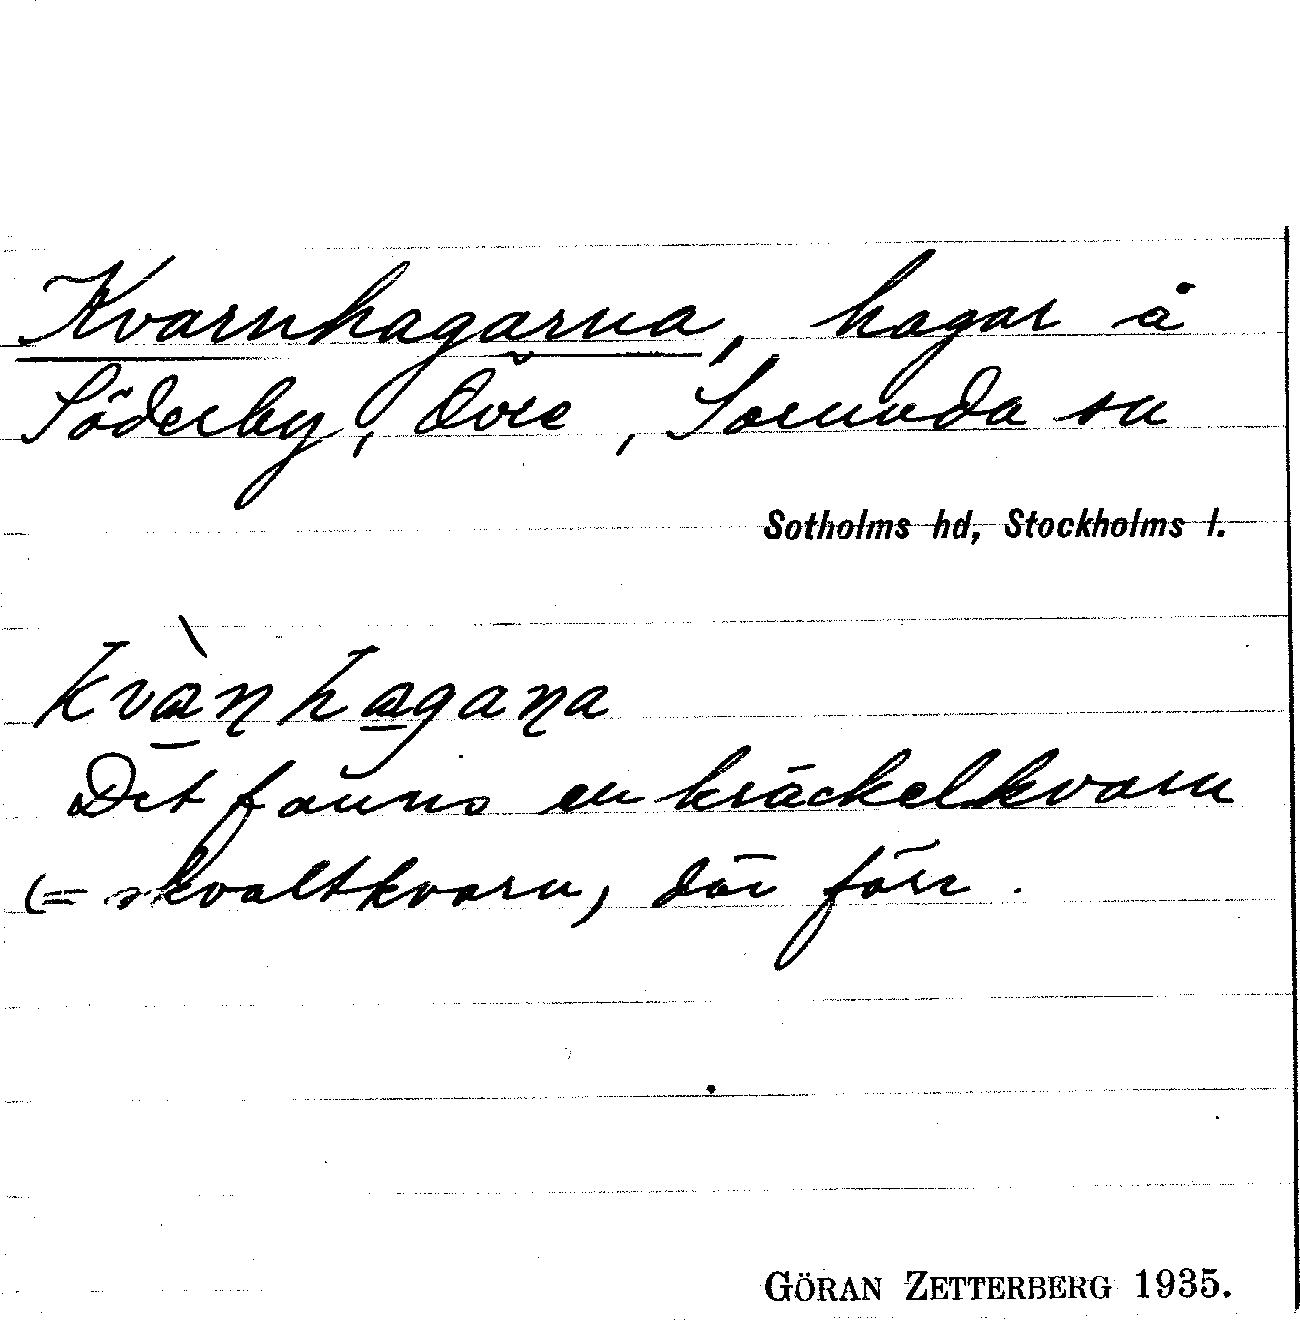 Kvarnhagarna, hagar å
Söderby, Övre, Sorunda sn
Sotholms hd, Stockholms l.
kvàṉhagaṉa
Det fanns en kräckelkvarn
(= skvaltkvarn, där förr.
GÖRAN ZETTERBERG 1935.